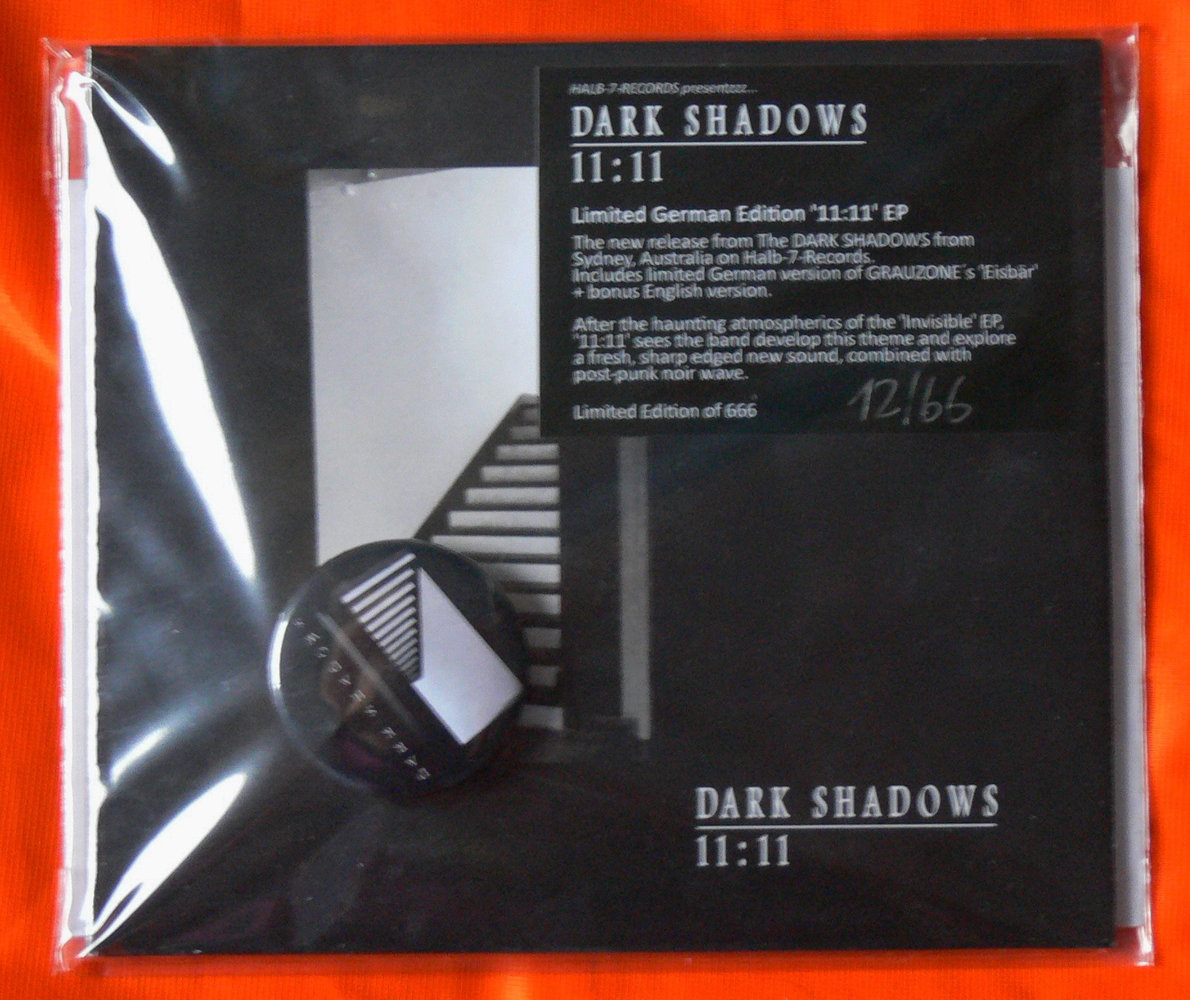 HALB-7-RECORDS presentzzz...
DARK SHADOWS
11:11
Limited German Edition '11:11' EP
The new release from The DARK SHADOWS from
Sydney, Australia on Halb-7-Records.
Includes limited German version of GRAUZONE´s 'Eisbär'
+ bonus English version.
After the haunting atmospherics of the 'Invisible' EP,
'11:11' sees the band develop this theme and explore
a fresh, sharp edged new sound, combined with
post-punk noir wave.
Limited Edition of 666
12/66
DARK SHADOWS
DARK SHADOWS
11:11